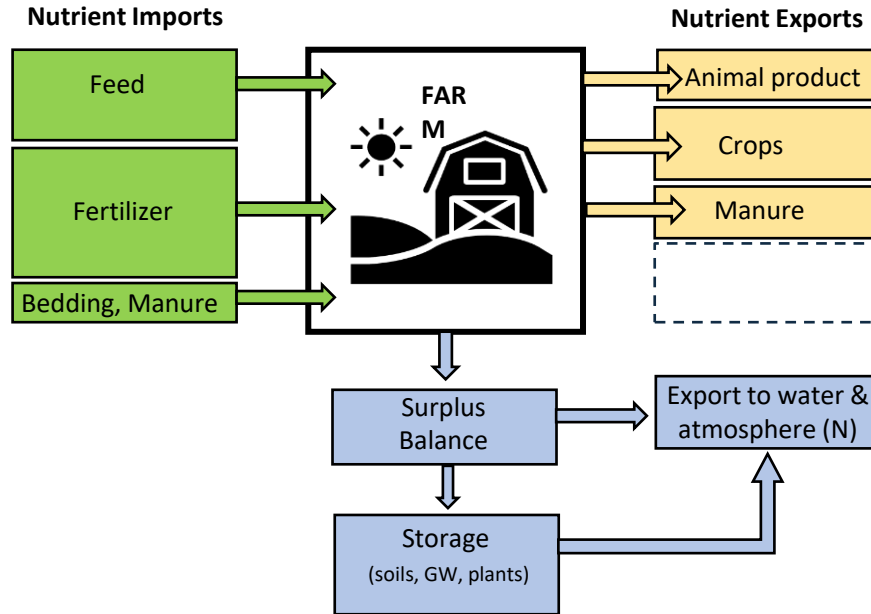 Nutrient Imports
Nutrient Exports
Feed
Fertilizer
Bedding, Manure
FAR
M
Animal product
Crops
Manure
Surplus
Balance
Export to water &
atmosphere (N)
Storage
(soils, GW, plants)